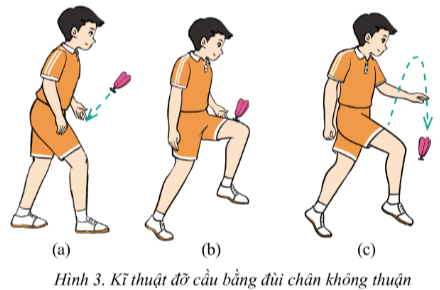 (a) (b) (c)
Hình 3. Kĩ thuật đỡ cầu bằng đùi chân không thuận